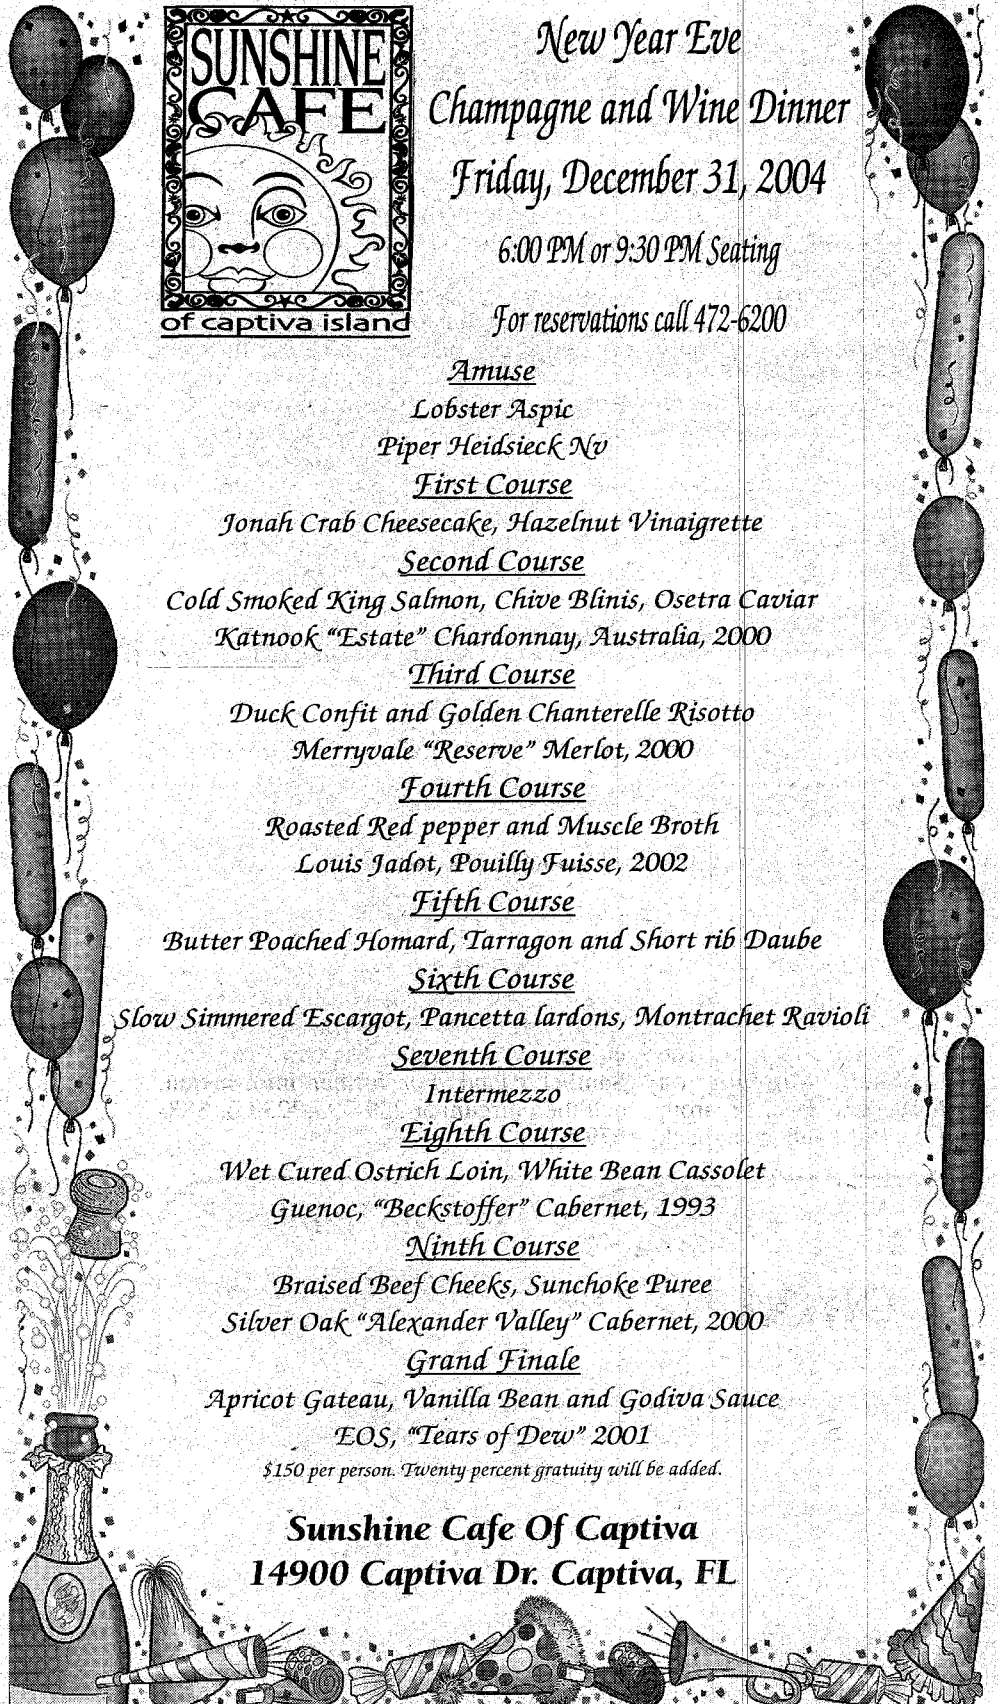 SUNSHINE
CAFE
of captiva island
New Year Eve
Champagne and Wine Dinner
Friday, December 31, 2004
6:00 PM or 9:30 PM Seating
For reservations call 472-6200
Amuse
Lobster Aspic
Piper Heidsieck Nv
First Course
Jonah Crab Cheesecake, Hazelnut Vinaigrette
Second Course
Cold Smoked King Salmon, Chive Blinis, Osetra Caviar
Katnook "Estate" Chardonnay, Australia, 2000
Third Course
Duck Confit and Golden Chanterelle Risotto
Merryvale "Reserve" Merlot, 2000
Fourth Course
Roasted Red pepper and Muscle Broth
Louis Jadot, Pouilly Fuisse, 2002
Fifth Course
Butter Poached Homard, Tarragon and Short rib Daube
Sixth Course
Slow Simmered Escargot, Pancetta lardons, Montrachet Ravioli
Seventh Course
Intermezzo
Eighth Course
Wet Cured Ostrich Loin, White Bean Cassolet
Guenoc, "Beckstoffer" Cabernet, 1993
Ninth Course
Braised Beef Cheeks, Sunchoke Puree
Silver Oak "Alexander Valley" Cabernet, 2000
Grand Finale
Apricot Gateau, Vanilla Bean and Godiva Sauce
EOS, "Tears of Dew" 2001
$150 per person. Twenty percent gratuity will be added.
Sunshine Cafe Of Captiva
14900 Captiva Dr. Captiva, FL